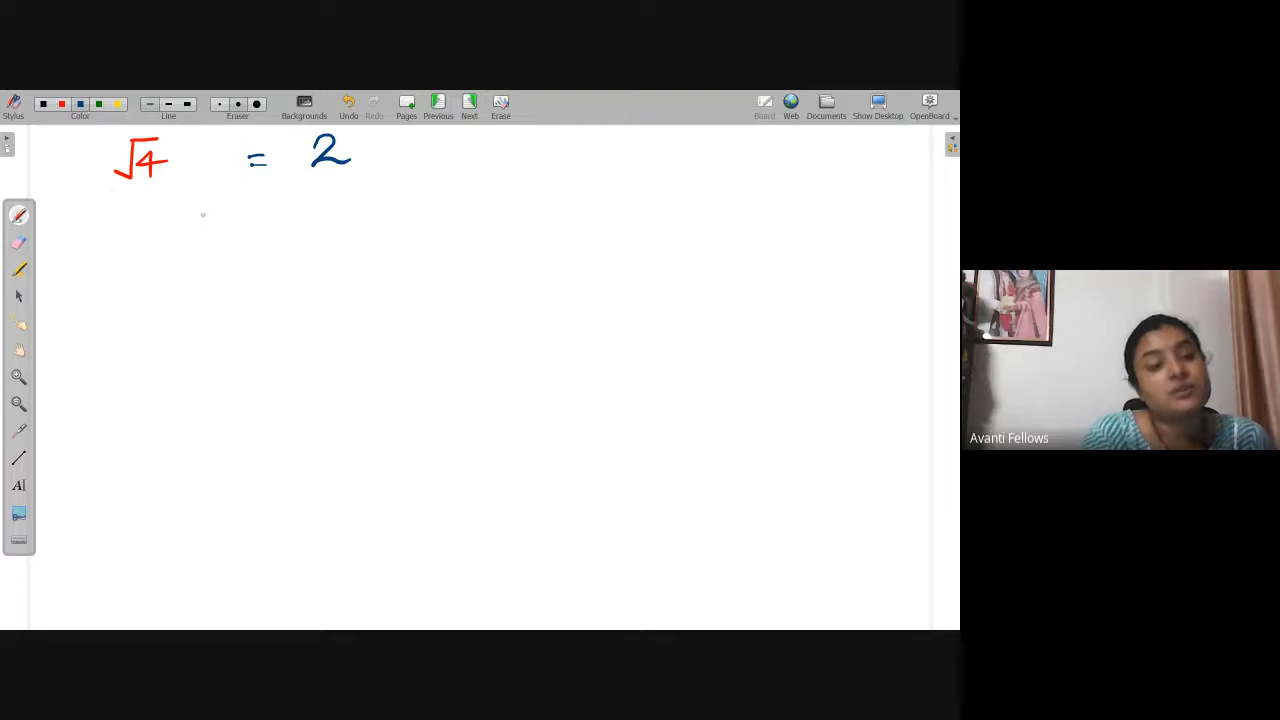 Stylus Color Line Eraser Backgrounds Undo Redo Pages Previous Next Erase Board Web Documents Show Desktop OpenBoard
√4 = 2
Avanti Fellows